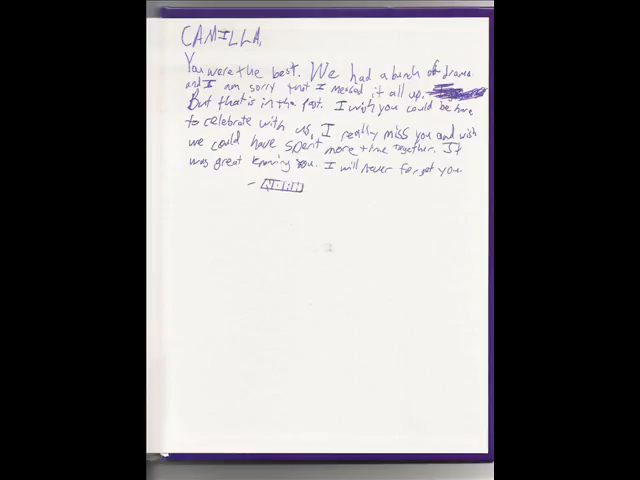 CAMILLA,
You were the best. We had a bunch of drama
and I am sorry that I messed it all up.
But that is in the past. I wish you could be here
to celebrate with us, I really miss you and wish
we could have spent more time together. It
was great knowing you. I will never forget you.